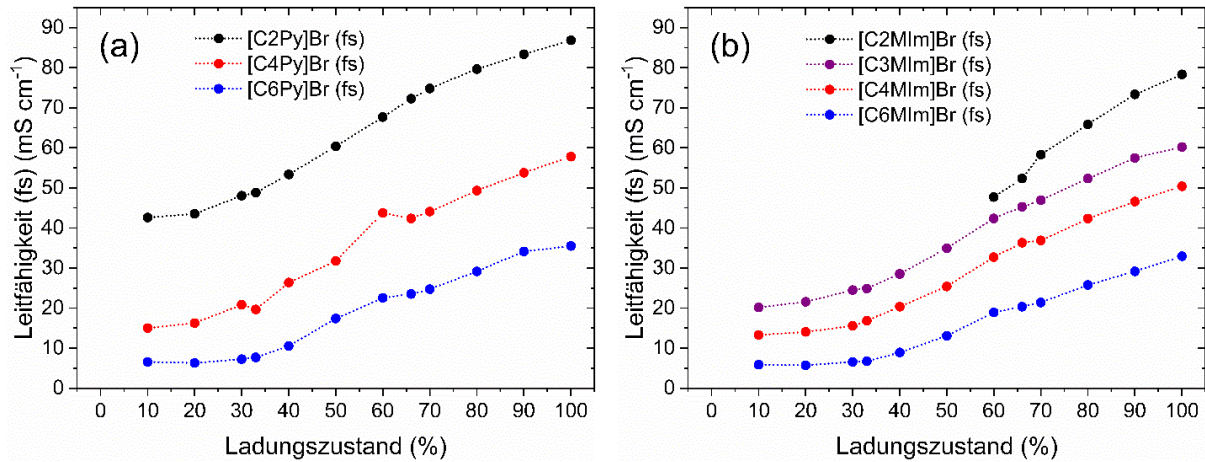 (a)
[C2Py]Br (fs)
[C4Py]Br (fs)
[C6Py]Br (fs)
Leitfähigkeit (fs) (mS cm⁻¹)
90
80
70
60
50
40
30
20
10
0
0 10 20 30 40 50 60 70 80 90 100
Ladungszustand (%)
(b)
[C2MIm]Br (fs)
[C3MIm]Br (fs)
[C4MIm]Br (fs)
[C6MIm]Br (fs)
Leitfähigkeit (fs) (mS cm⁻¹)
90
80
70
60
50
40
30
20
10
0
0 10 20 30 40 50 60 70 80 90 100
Ladungszustand (%)